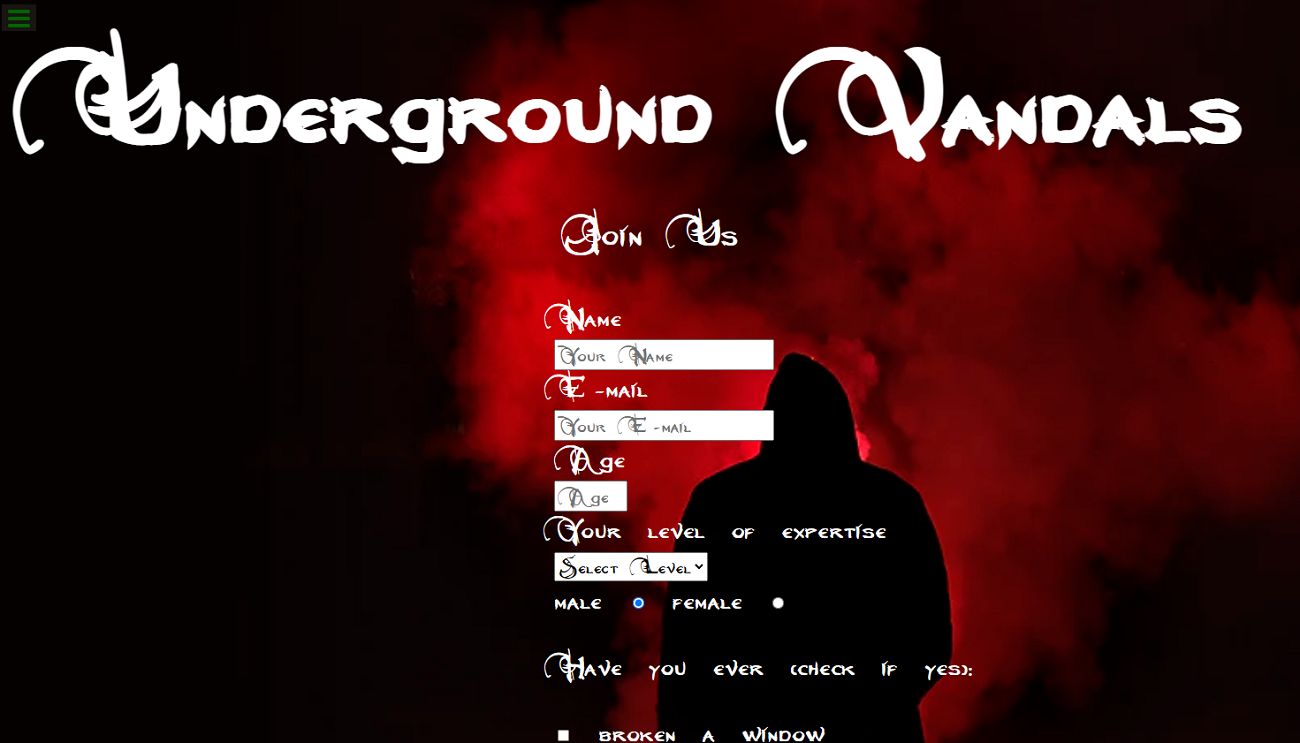 Underground Vandals
Join Us
Name
Your Name
E-mail
Your E-mail
Age
Age
Your level of expertise
Select Level
male female
Have you ever (check if yes):
broken a window